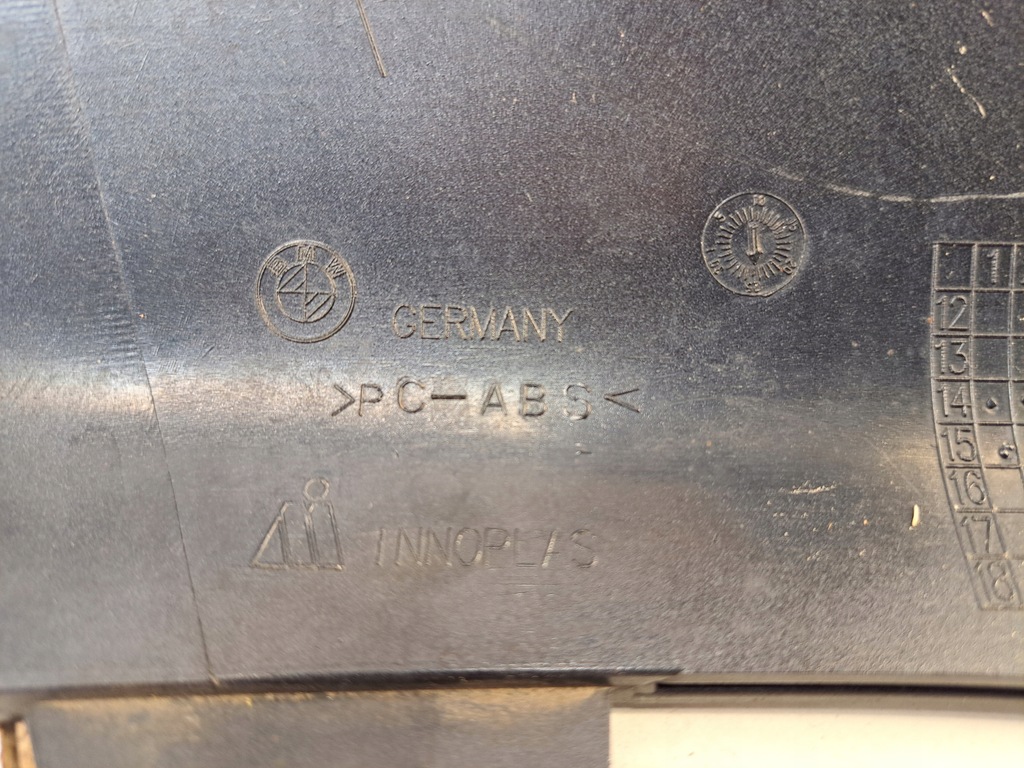 BMW
GERMANY
>PC-ABS<
INNOPLAS
1
12
13
14
15
16
17
18